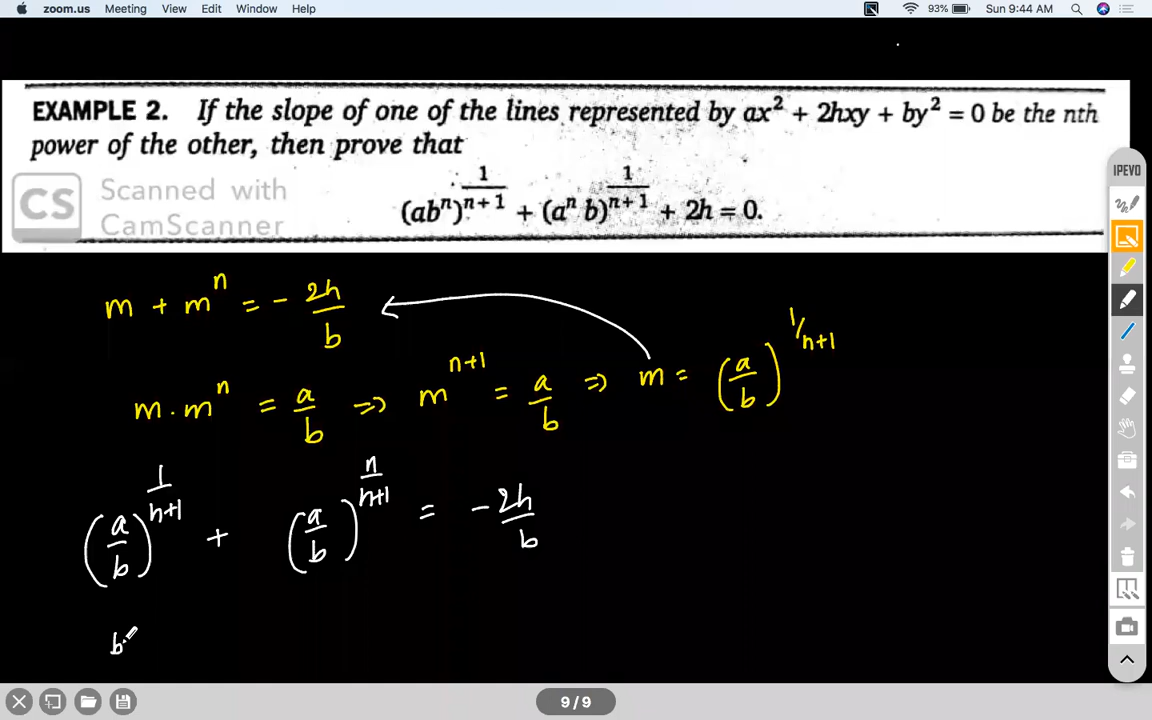 zoom.us Meeting View Edit Window Help 93% Sun 9:44 AM
EXAMPLE 2. If the slope of one of the lines represented by ax² + 2hxy + by² = 0 be the nth
power of the other, then prove that
(abⁿ)^(1/(n+1)) + (aⁿ b)^(1/(n+1)) + 2h = 0.
CS Scanned with
CamScanner
IPEVO
m + mⁿ = - 2h/b
m . mⁿ = a/b => m^(n+1) = a/b => m = (a/b)^(1/n+1)
(a/b)^(1/(n+1)) + (a/b)^(n/(n+1)) = - 2h/b
b.
9 / 9